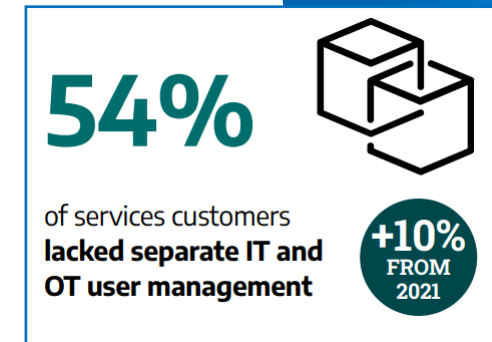 54%
of services customers
lacked separate IT and
OT user management
+10%
FROM
2021